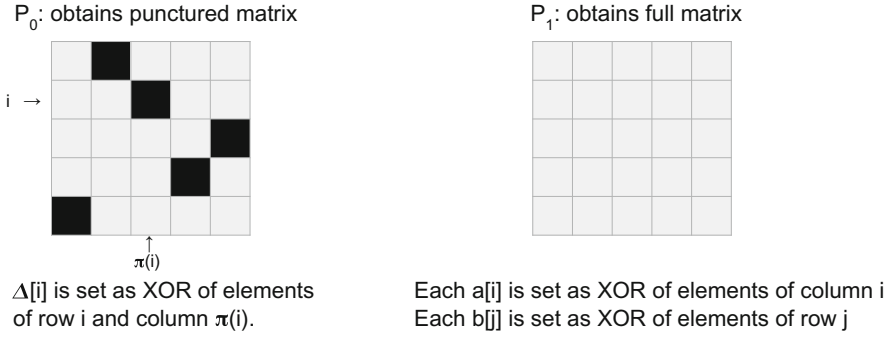 P₀: obtains punctured matrix
P₁: obtains full matrix
i →
↑
π(i)
Δ[i] is set as XOR of elements
of row i and column π(i).
Each a[i] is set as XOR of elements of column i
Each b[j] is set as XOR of elements of row j